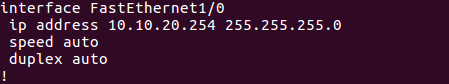 interface FastEthernet1/0
 ip address 10.10.20.254 255.255.255.0
 speed auto
 duplex auto
!